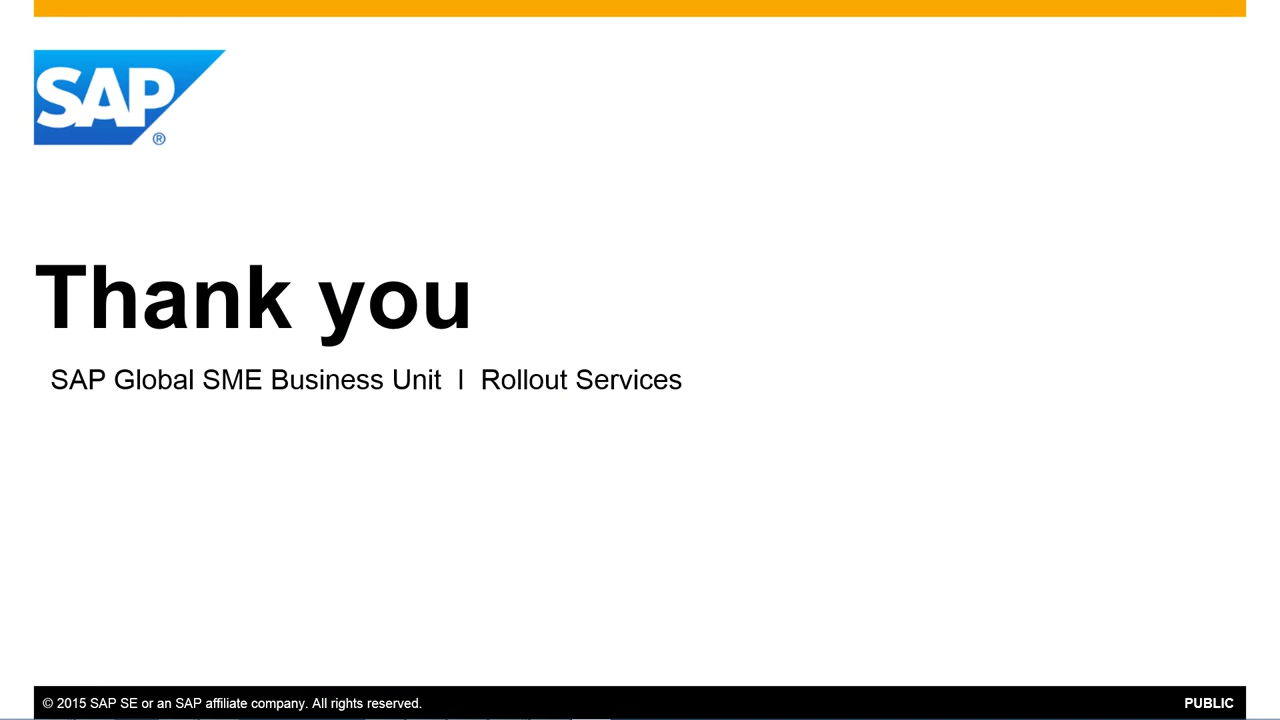 SAP
®
Thank you
SAP Global SME Business Unit | Rollout Services
© 2015 SAP SE or an SAP affiliate company. All rights reserved.
PUBLIC